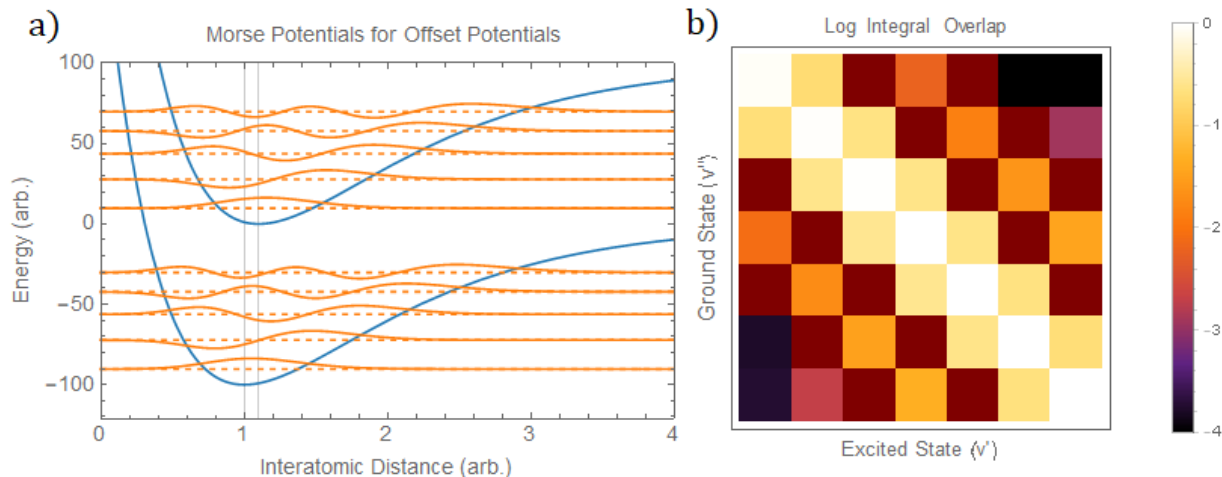 a)
Morse Potentials for Offset Potentials
100
50
0
−50
−100
Energy (arb.)
0
1
2
3
4
Interatomic Distance (arb.)
b)
Log Integral Overlap
Ground State (v'')
Excited State (v')
0
-1
-2
-3
-4